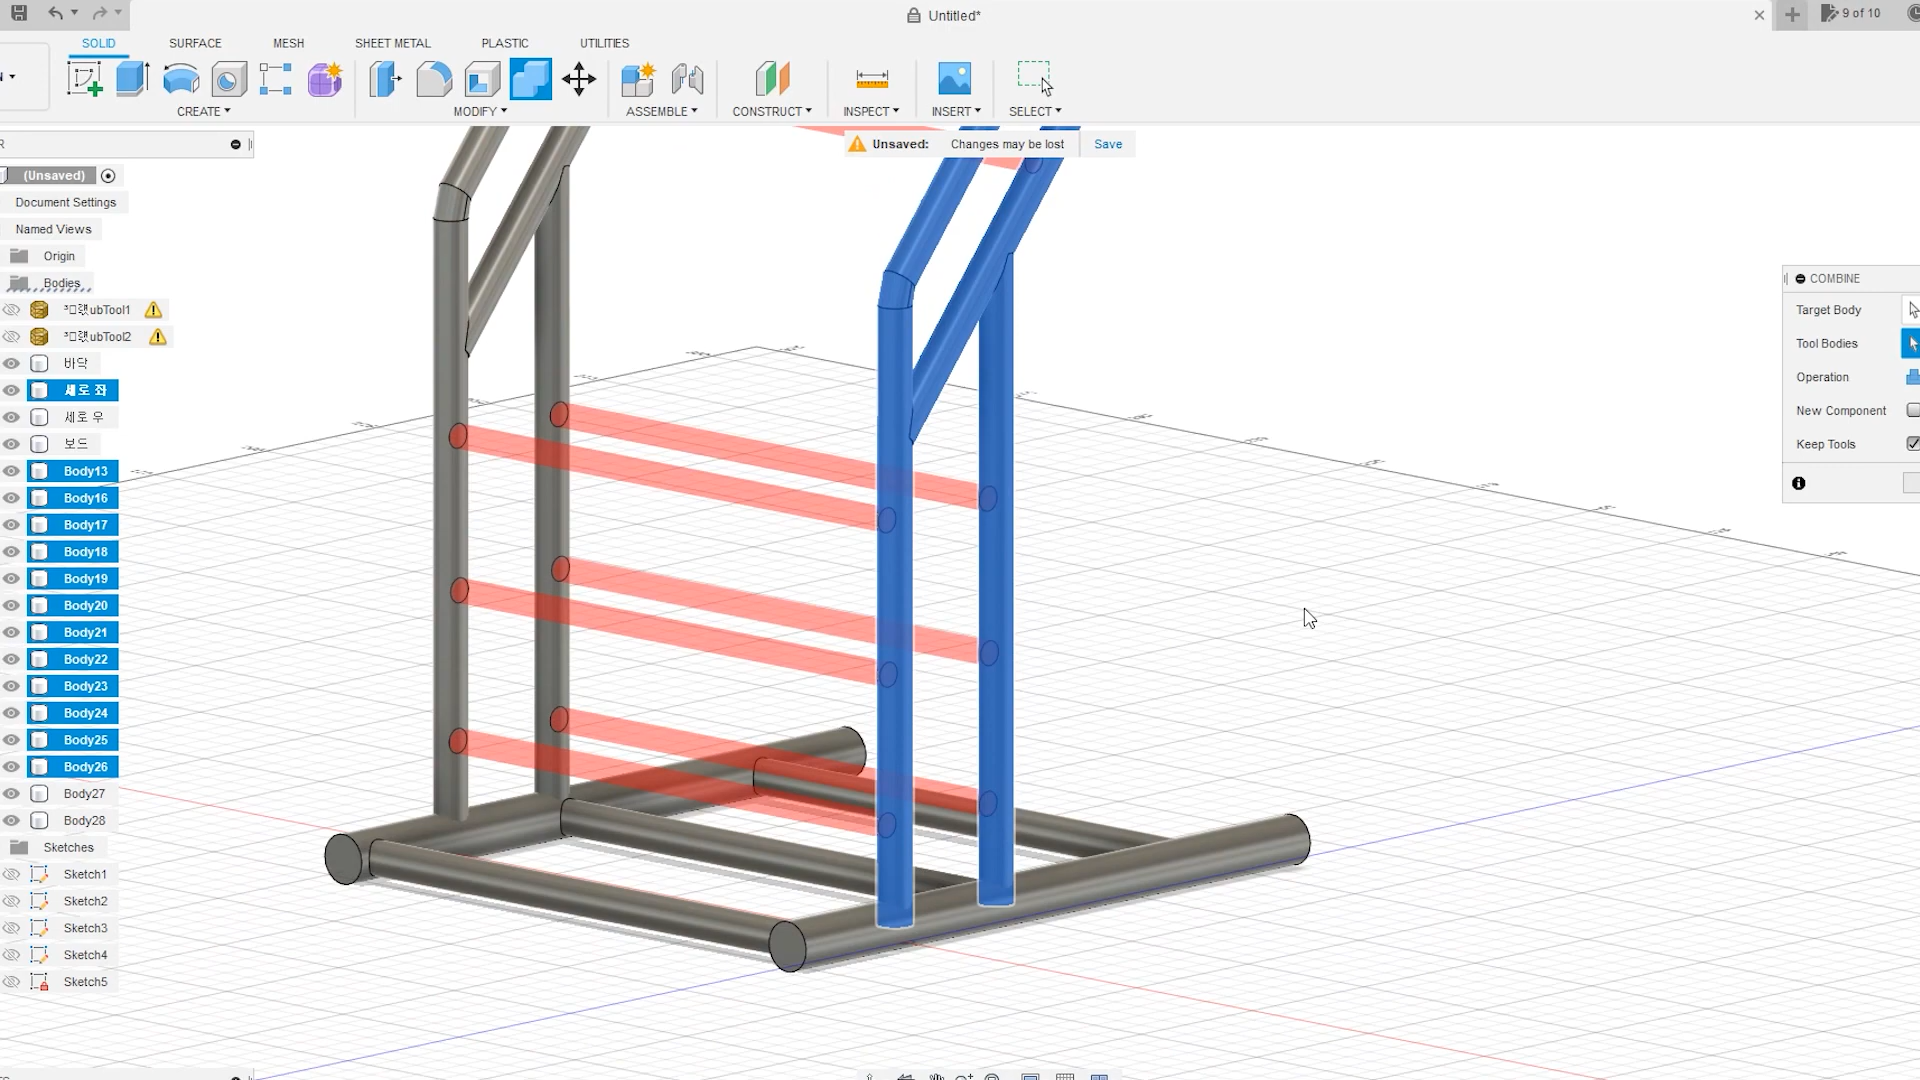 Untitled*
9 of 10
SOLID
SURFACE
MESH
SHEET METAL
PLASTIC
UTILITIES
CREATE
MODIFY
ASSEMBLE
CONSTRUCT
INSPECT
INSERT
SELECT
Unsaved: Changes may be lost Save
(Unsaved)
Document Settings
Named Views
Origin
Bodies
ubTool1
ubTool2
바닥
세로 좌
세로 우
보드
Body13
Body16
Body17
Body18
Body19
Body20
Body21
Body22
Body23
Body24
Body25
Body26
Body27
Body28
Sketches
Sketch1
Sketch2
Sketch3
Sketch4
Sketch5
COMBINE
Target Body
Tool Bodies
Operation
New Component
Keep Tools